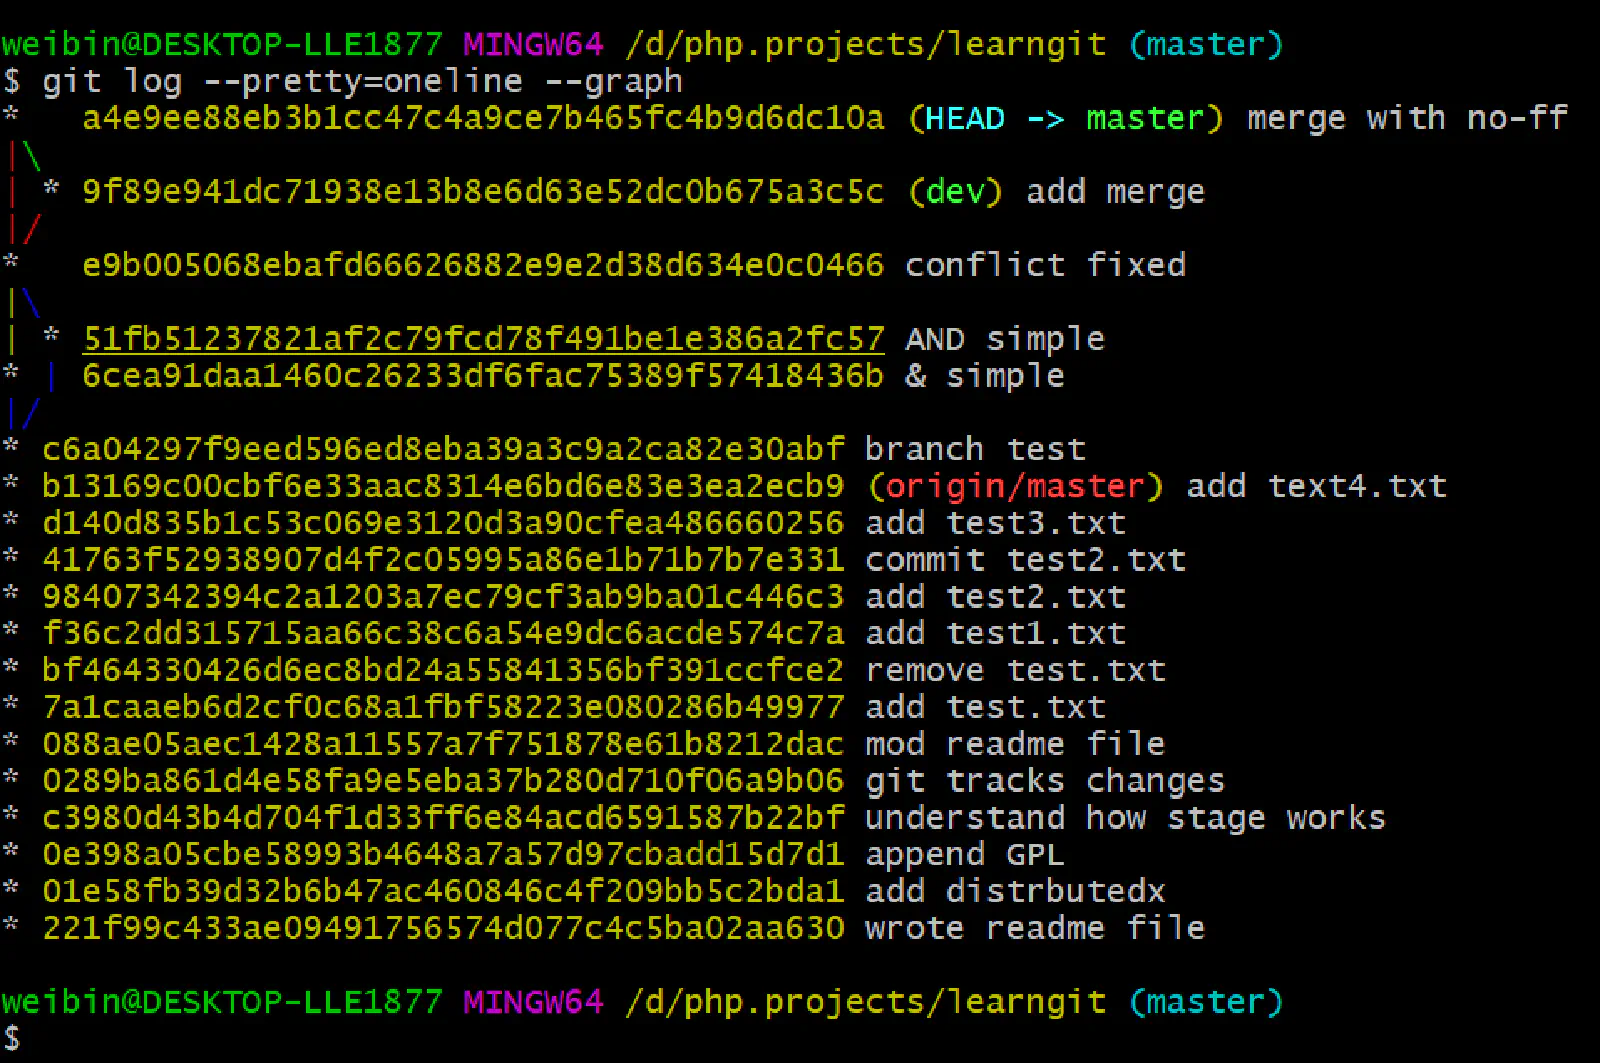 weibin@DESKTOP-LLE1877 MINGW64 /d/php.projects/learngit (master)
$ git log --pretty=oneline --graph
*   a4e9ee88eb3b1cc47c4a9ce7b465fc4b9d6dc10a (HEAD -> master) merge with no-ff
|\
| * 9f89e941dc71938e13b8e6d63e52dc0b675a3c5c (dev) add merge
|/
*   e9b005068ebafd66626882e9e2d38d634e0c0466 conflict fixed
|\
| * 51fb51237821af2c79fcd78f491be1e386a2fc57 AND simple
* | 6cea91daa1460c26233df6fac75389f57418436b & simple
|/
* c6a04297f9eed596ed8eba39a3c9a2ca82e30abf branch test
* b13169c00cbf6e33aac8314e6bd6e83e3ea2ecb9 (origin/master) add text4.txt
* d140d835b1c53c069e3120d3a90cfea486660256 add test3.txt
* 41763f52938907d4f2c05995a86e1b71b7b7e331 commit test2.txt
* 98407342394c2a1203a7ec79cf3ab9ba01c446c3 add test2.txt
* f36c2dd315715aa66c38c6a54e9dc6acde574c7a add test1.txt
* bf464330426d6ec8bd24a55841356bf391ccfce2 remove test.txt
* 7a1caaeb6d2cf0c68a1fbf58223e080286b49977 add test.txt
* 088ae05aec1428a11557a7f751878e61b8212dac mod readme file
* 0289ba861d4e58fa9e5eba37b280d710f06a9b06 git tracks changes
* c3980d43b4d704f1d33ff6e84acd6591587b22bf understand how stage works
* 0e398a05cbe58993b4648a7a57d97cbadd15d7d1 append GPL
* 01e58fb39d32b6b47ac460846c4f209bb5c2bda1 add distrbutedx
* 221f99c433ae09491756574d077c4c5ba02aa630 wrote readme file
weibin@DESKTOP-LLE1877 MINGW64 /d/php.projects/learngit (master)
$